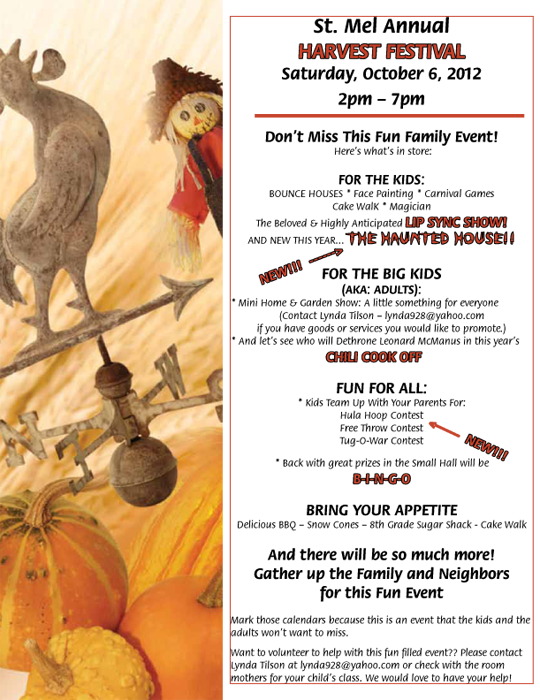 St. Mel Annual
HARVEST FESTIVAL
Saturday, October 6, 2012
2pm – 7pm
Don't Miss This Fun Family Event!
Here's what's in store:
FOR THE KIDS:
BOUNCE HOUSES * Face Painting * Carnival Games
Cake WalK * Magician
The Beloved & Highly Anticipated LIP SYNC SHOW!
AND NEW THIS YEAR... THE HAUNTED HOUSE!!
NEW!!!
FOR THE BIG KIDS
(AKA: ADULTS):
* Mini Home & Garden Show: A little something for everyone
(Contact Lynda Tilson – lynda928@yahoo.com
if you have goods or services you would like to promote.)
* And let's see who will Dethrone Leonard McManus in this year's
CHILI COOK OFF
FUN FOR ALL:
* Kids Team Up With Your Parents For:
Hula Hoop Contest
Free Throw Contest
Tug-O-War Contest
NEW!!!
* Back with great prizes in the Small Hall will be
B-I-N-G-O
BRING YOUR APPETITE
Delicious BBQ – Snow Cones – 8th Grade Sugar Shack - Cake Walk
And there will be so much more!
Gather up the Family and Neighbors
for this Fun Event
Mark those calendars because this is an event that the kids and the
adults won't want to miss.
Want to volunteer to help with this fun filled event?? Please contact
Lynda Tilson at lynda928@yahoo.com or check with the room
mothers for your child's class. We would love to have your help!
N